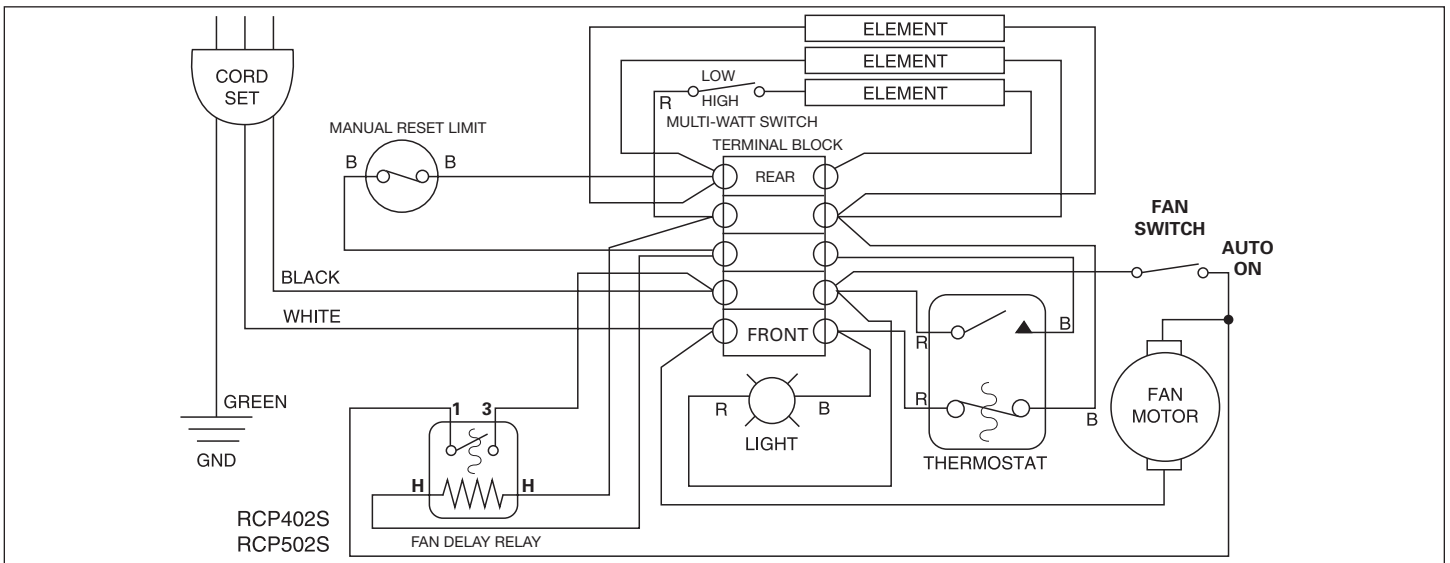 CORD
SET
ELEMENT
ELEMENT
LOW
R
HIGH
ELEMENT
MULTI-WATT SWITCH
MANUAL RESET LIMIT
TERMINAL BLOCK
B
B
REAR
FAN
SWITCH
AUTO
ON
BLACK
WHITE
FRONT
R
B
R
B
FAN
MOTOR
THERMOSTAT
R
B
LIGHT
GREEN
GND
1
3
H
H
RCP402S
RCP502S
FAN DELAY RELAY